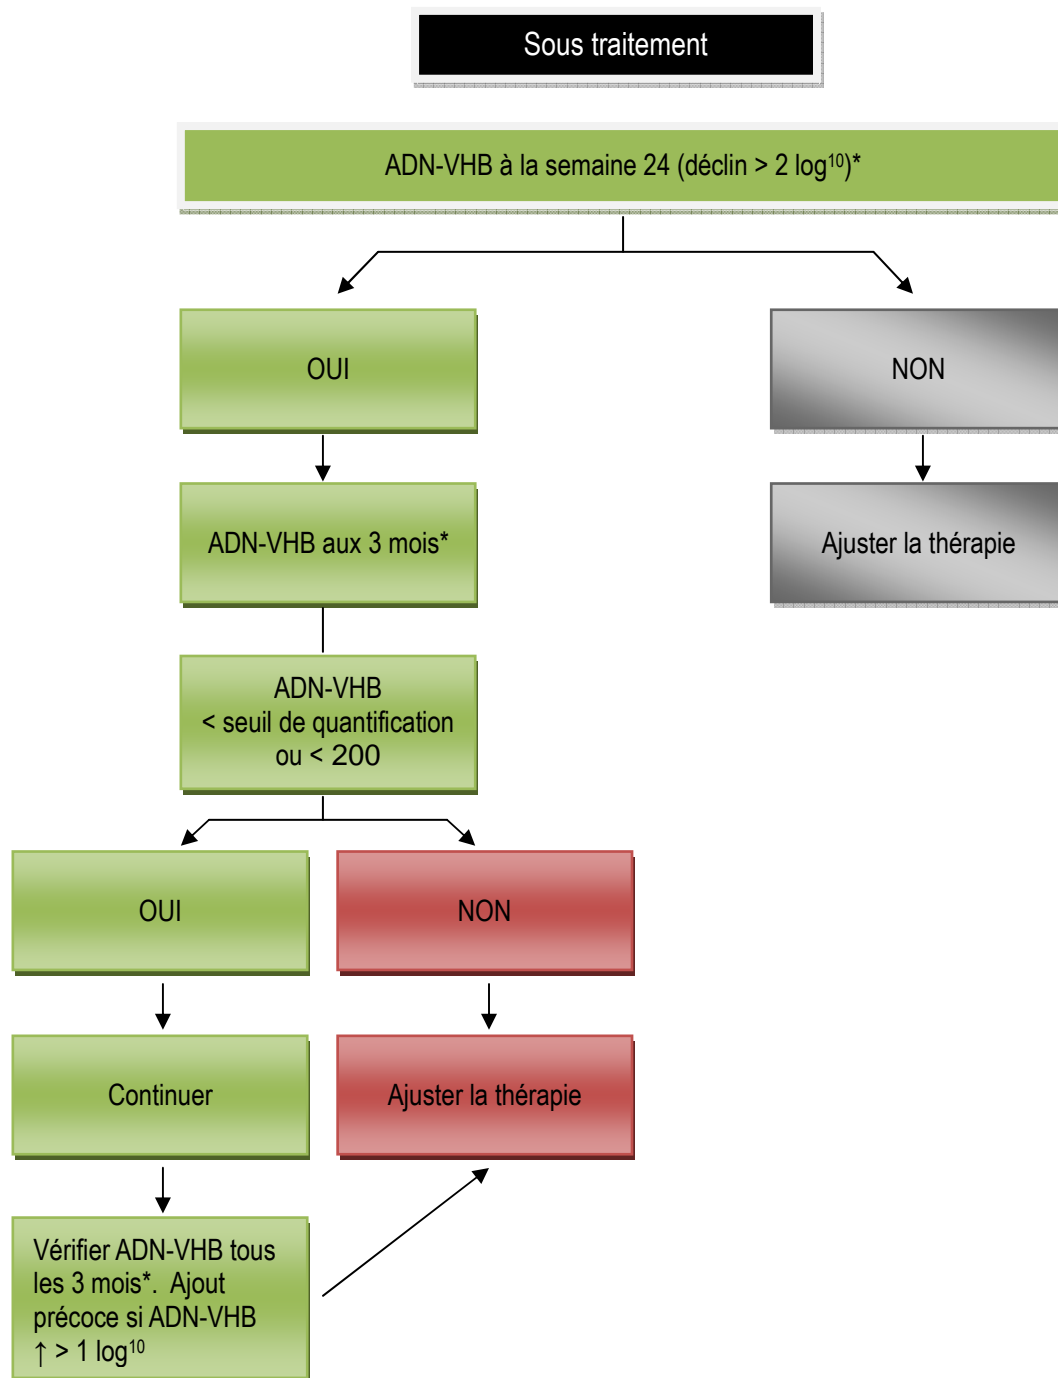 Sous traitement
ADN-VHB à la semaine 24 (déclin > 2 log¹⁰)*
OUI
NON
ADN-VHB aux 3 mois*
Ajuster la thérapie
ADN-VHB
< seuil de quantification
ou < 200
OUI
NON
Continuer
Ajuster la thérapie
Vérifier ADN-VHB tous
les 3 mois*.  Ajout
précoce si ADN-VHB
↑ > 1 log¹⁰